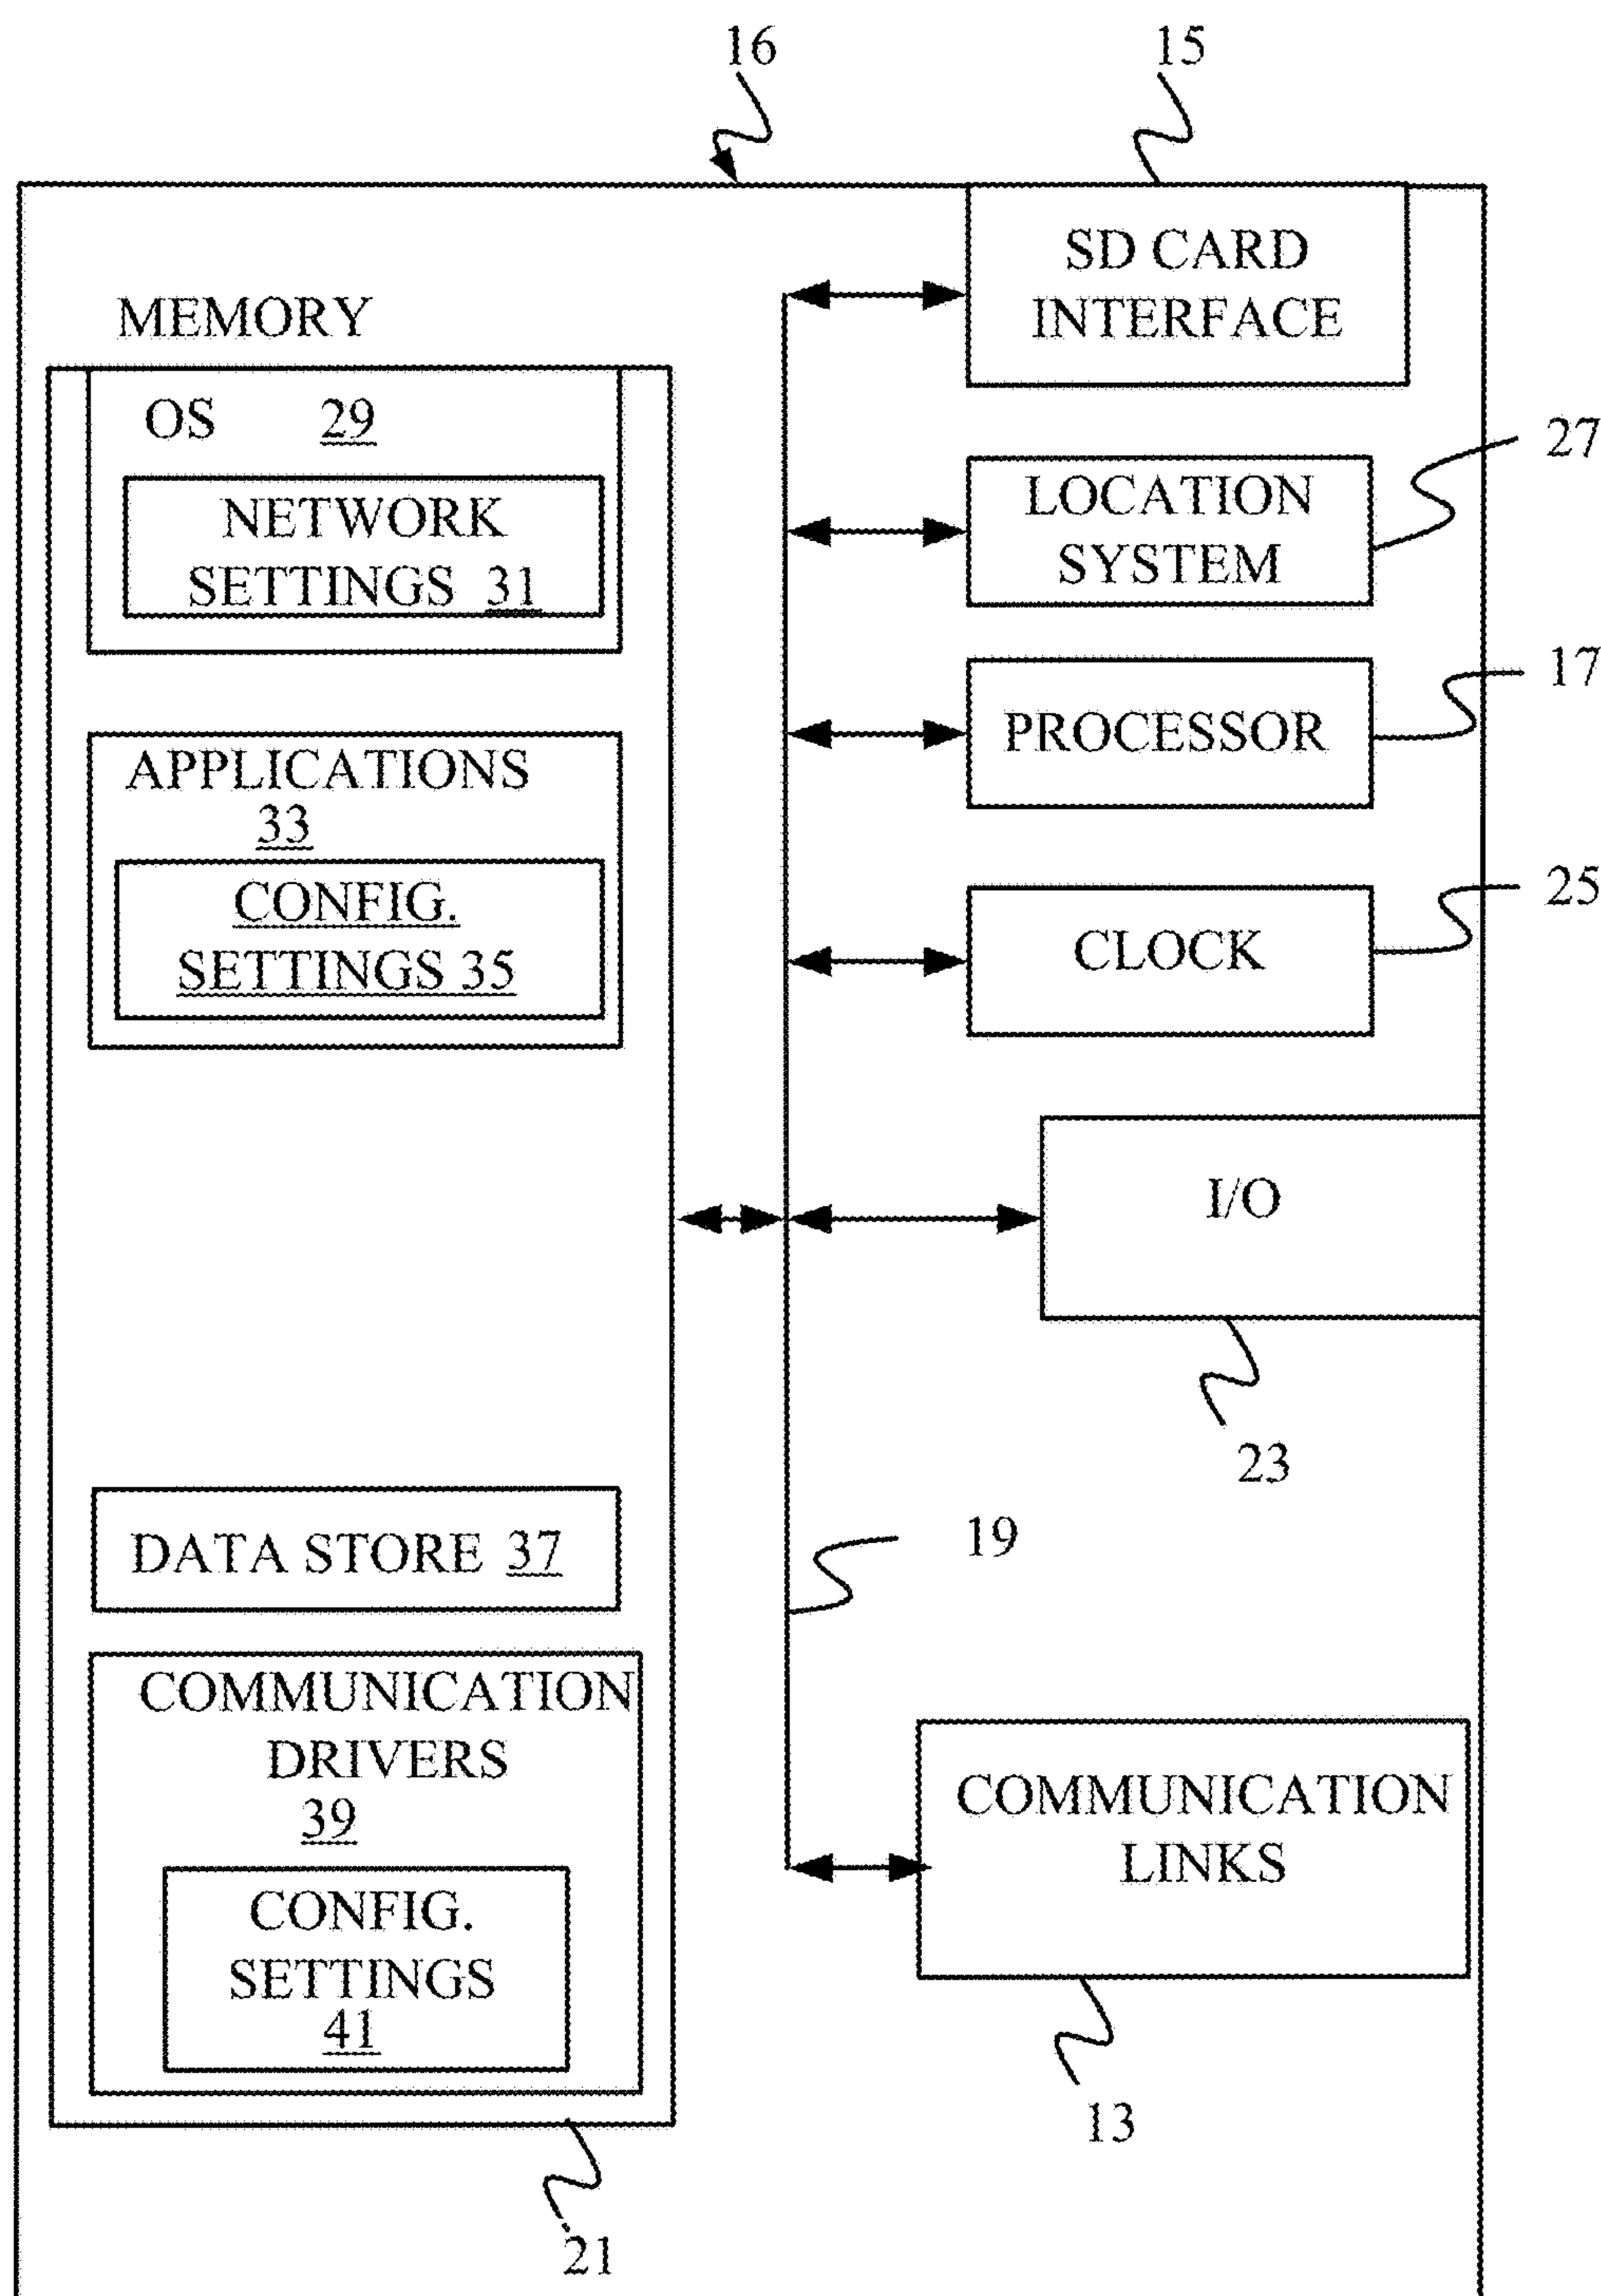 16
15
SD CARD
INTERFACE
MEMORY
OS 29
NETWORK
SETTINGS 31
27
LOCATION
SYSTEM
17
PROCESSOR
APPLICATIONS
33
CONFIG.
SETTINGS 35
25
CLOCK
I/O
23
DATA STORE 37
19
COMMUNICATION
DRIVERS
39
CONFIG.
SETTINGS
41
COMMUNICATION
LINKS
13
21